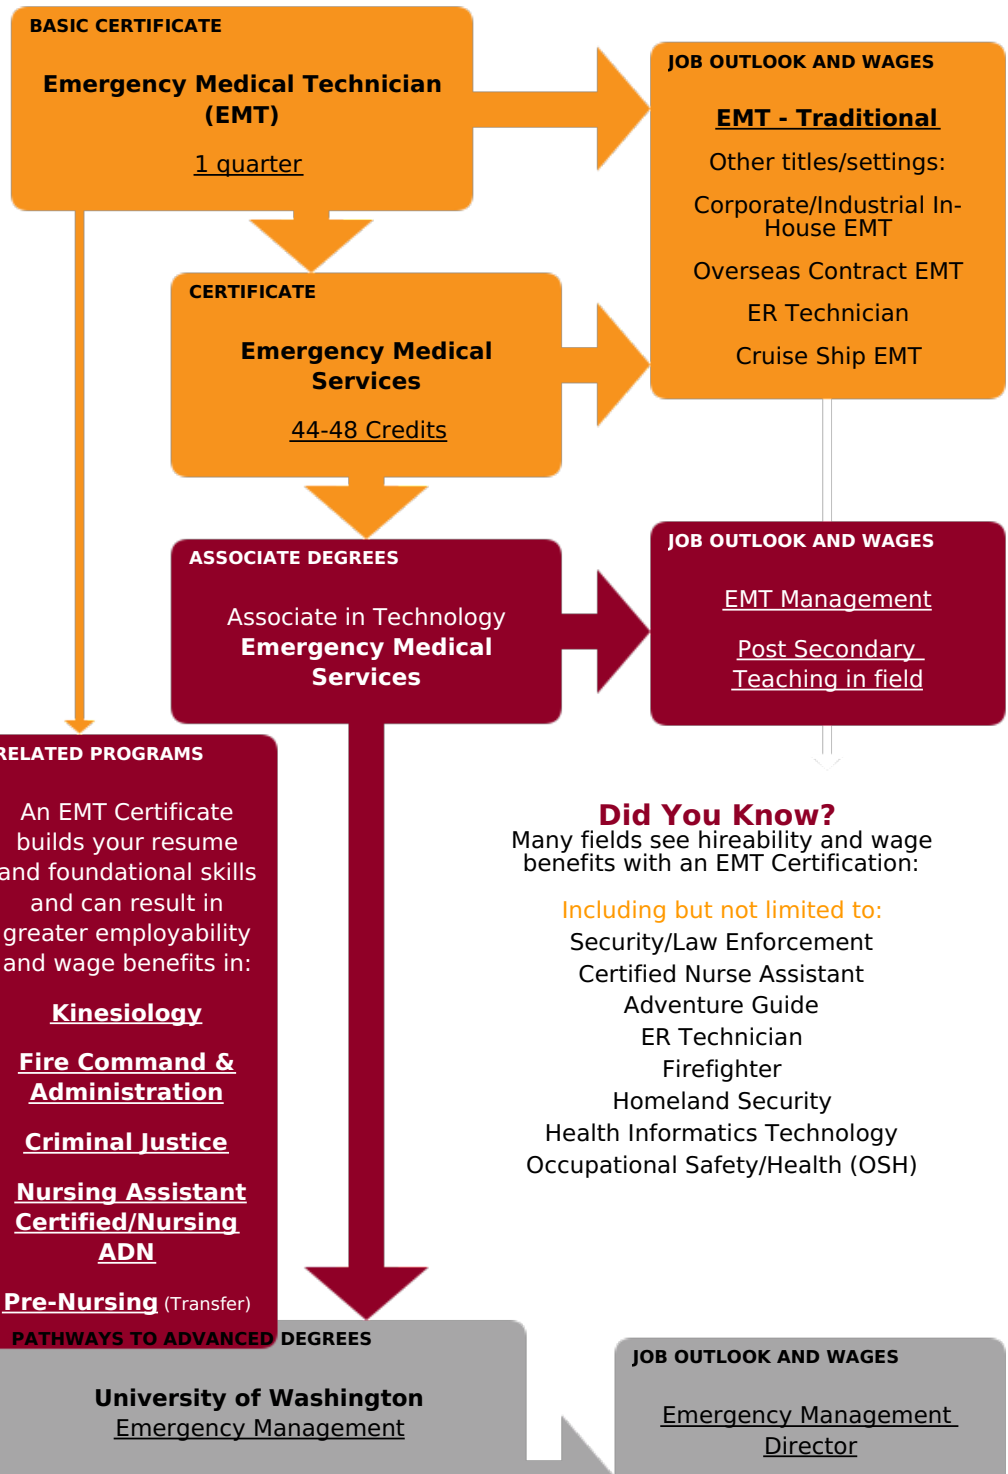 BASIC CERTIFICATE
Emergency Medical Technician
(EMT)
1 quarter
JOB OUTLOOK AND WAGES
EMT - Traditional
Other titles/settings:
Corporate/Industrial In-
House EMT
Overseas Contract EMT
ER Technician
Cruise Ship EMT
CERTIFICATE
Emergency Medical
Services
44-48 Credits
ASSOCIATE DEGREES
Associate in Technology
Emergency Medical
Services
JOB OUTLOOK AND WAGES
EMT Management
Post Secondary
Teaching in field
RELATED PROGRAMS
An EMT Certificate
builds your resume
and foundational skills
and can result in
greater employability
and wage benefits in:
Kinesiology
Fire Command &
Administration
Criminal Justice
Nursing Assistant
Certified/Nursing
ADN
Pre-Nursing (Transfer)
Did You Know?
Many fields see hireability and wage
benefits with an EMT Certification:
Including but not limited to:
Security/Law Enforcement
Certified Nurse Assistant
Adventure Guide
ER Technician
Firefighter
Homeland Security
Health Informatics Technology
Occupational Safety/Health (OSH)
PATHWAYS TO ADVANCED DEGREES
University of Washington
Emergency Management
JOB OUTLOOK AND WAGES
Emergency Management
Director